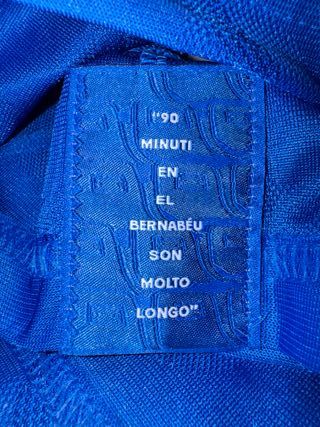 "90
MINUTI
EN
EL
BERNABÉU
SON
MOLTO
LONGO"